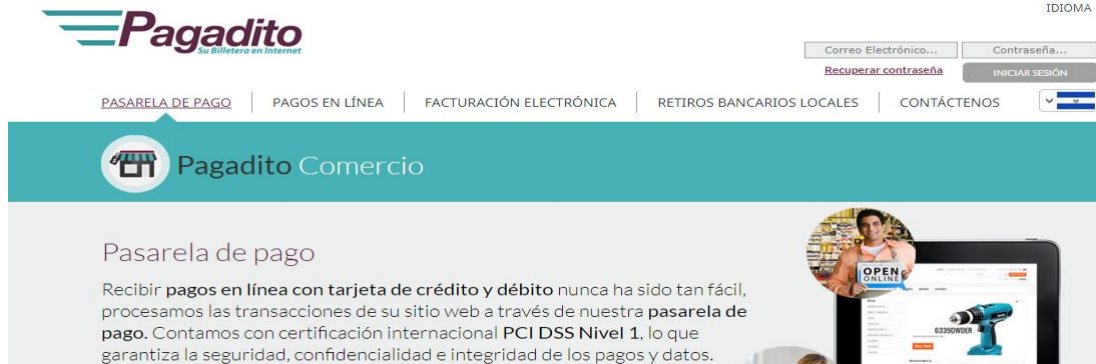 IDIOMA
Pagadito
Su Billetera en Internet
Correo Electrónico...
Contraseña...
Recuperar contraseña
INICIAR SESIÓN
PASARELA DE PAGO
PAGOS EN LÍNEA
FACTURACIÓN ELECTRÓNICA
RETIROS BANCARIOS LOCALES
CONTÁCTENOS
Pagadito Comercio
Pasarela de pago
Recibir pagos en línea con tarjeta de crédito y débito nunca ha sido tan fácil,
procesamos las transacciones de su sitio web a través de nuestra pasarela de
pago. Contamos con certificación internacional PCI DSS Nivel 1, lo que
garantiza la seguridad, confidencialidad e integridad de los pagos y datos.
OPEN
ONLINE
6339DWDER